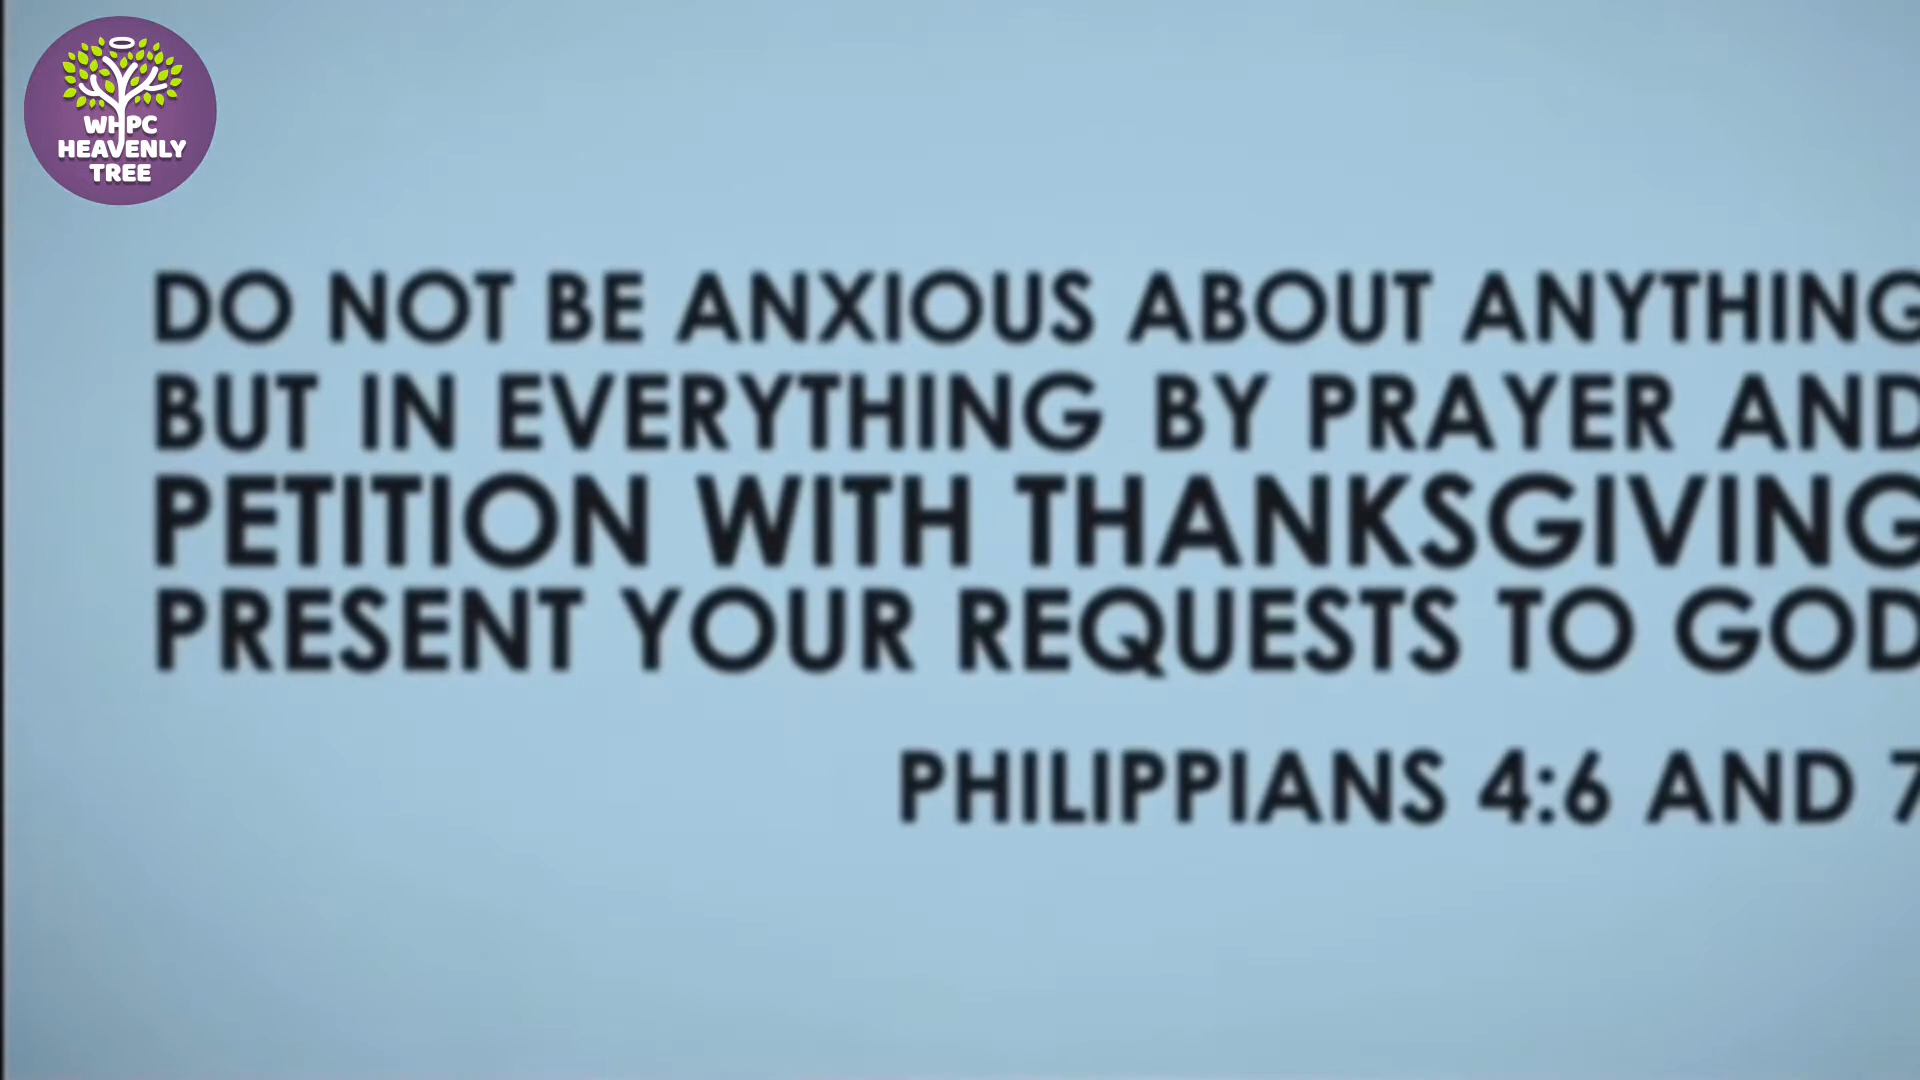 WHPC
HEAVENLY
TREE
DO NOT BE ANXIOUS ABOUT ANYTHING
BUT IN EVERYTHING BY PRAYER AND
PETITION WITH THANKSGIVING
PRESENT YOUR REQUESTS TO GOD
PHILIPPIANS 4:6 AND 7